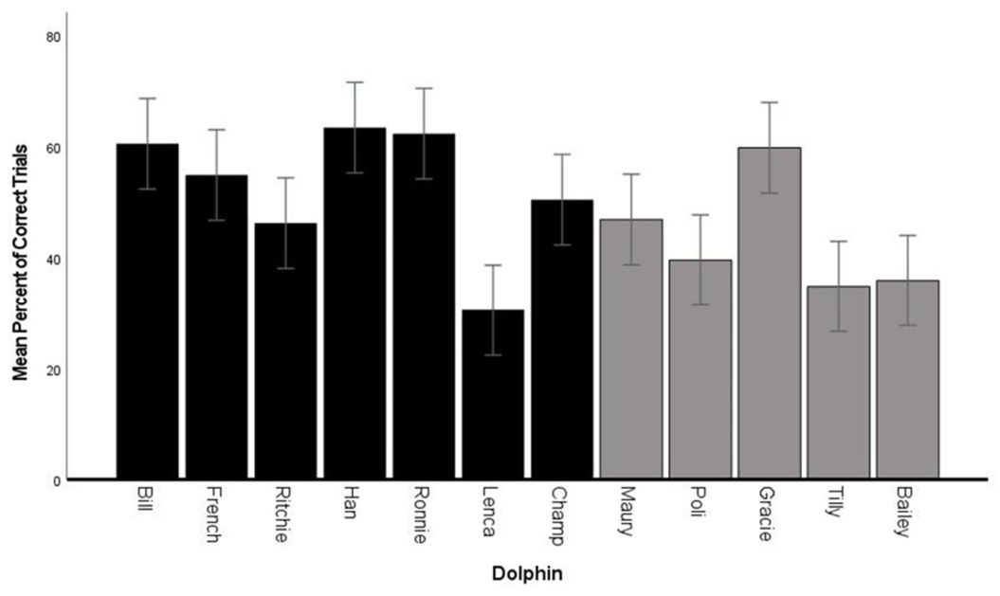 Mean Percent of Correct Trials
80
60
40
20
0
Bill
French
Ritchie
Han
Ronnie
Lenca
Champ
Maury
Poli
Gracie
Tilly
Bailey
Dolphin